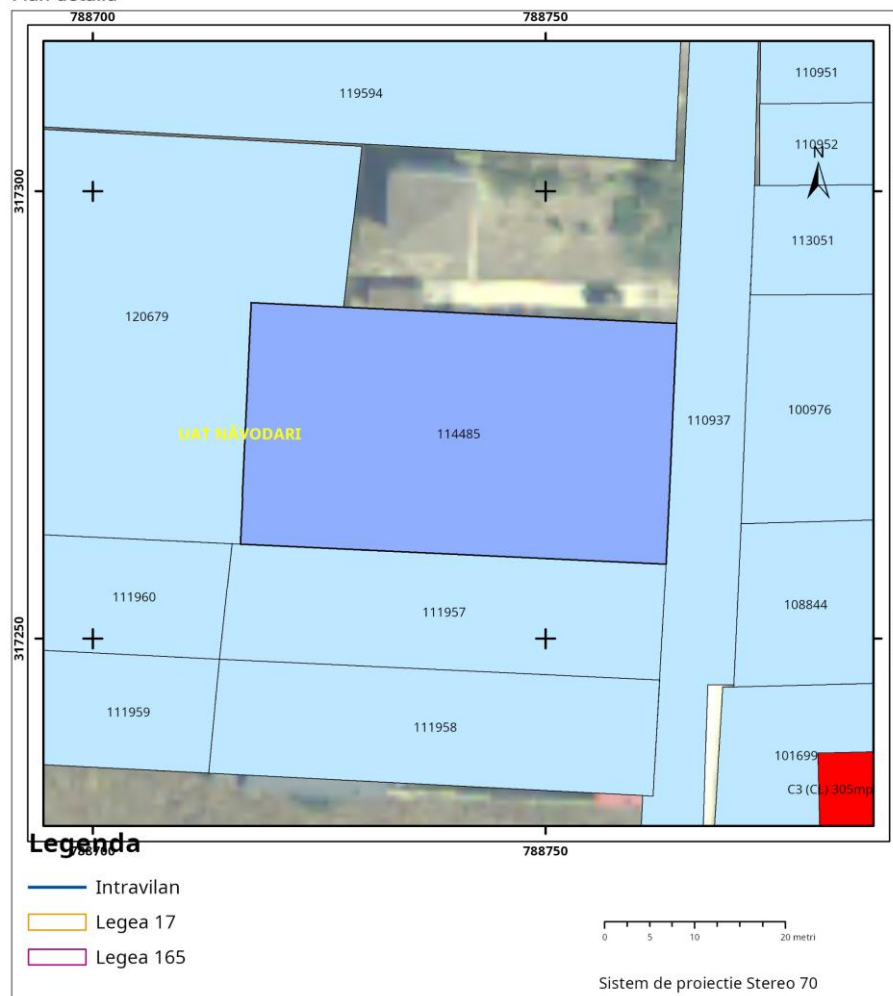 788700
788750
119594
110951
110952
N
317300
113051
120679
100976
110937
UAT NĂVODARI
114485
111960
111957
108844
317250
111959
111958
101699
C3 (CL) 305mp
Legenda
788700
788750
Intravilan
Legea 17
Legea 165
0 5 10 20 metri
Sistem de proiectie Stereo 70